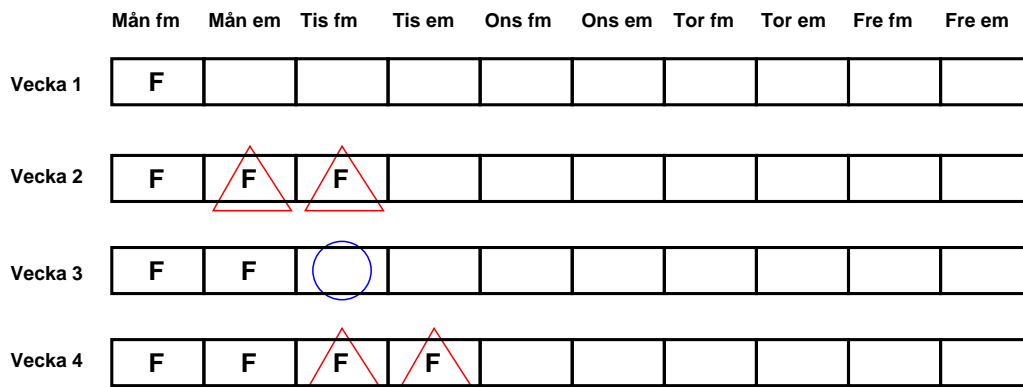 Mån fm Mån em Tis fm Tis em Ons fm Ons em Tor fm Tor em Fre fm Fre em
Vecka 1 F
Vecka 2 F F F
Vecka 3 F F
Vecka 4 F F F F